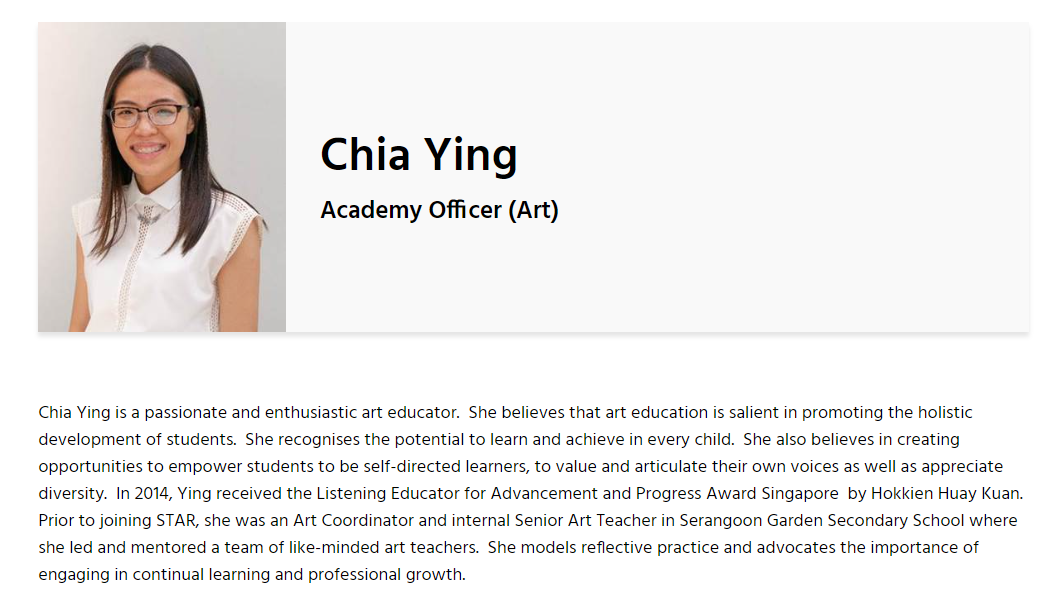 Chia Ying
Academy Officer (Art)
Chia Ying is a passionate and enthusiastic art educator.  She believes that art education is salient in promoting the holistic
development of students.  She recognises the potential to learn and achieve in every child.  She also believes in creating
opportunities to empower students to be self-directed learners, to value and articulate their own voices as well as appreciate
diversity.  In 2014, Ying received the Listening Educator for Advancement and Progress Award Singapore  by Hokkien Huay Kuan.
Prior to joining STAR, she was an Art Coordinator and internal Senior Art Teacher in Serangoon Garden Secondary School where
she led and mentored a team of like-minded art teachers.  She models reflective practice and advocates the importance of
engaging in continual learning and professional growth.